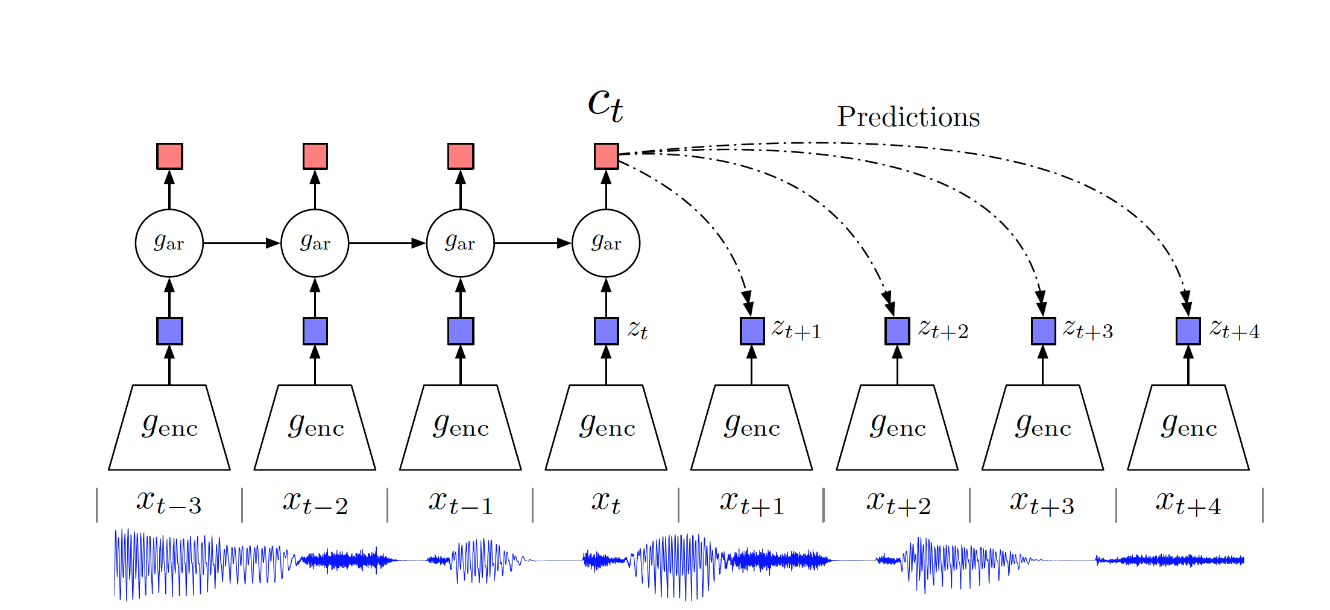 c_t
Predictions
g_ar g_ar g_ar g_ar
z_t z_{t+1} z_{t+2} z_{t+3} z_{t+4}
g_enc g_enc g_enc g_enc g_enc g_enc g_enc g_enc
x_{t-3} x_{t-2} x_{t-1} x_t x_{t+1} x_{t+2} x_{t+3} x_{t+4}